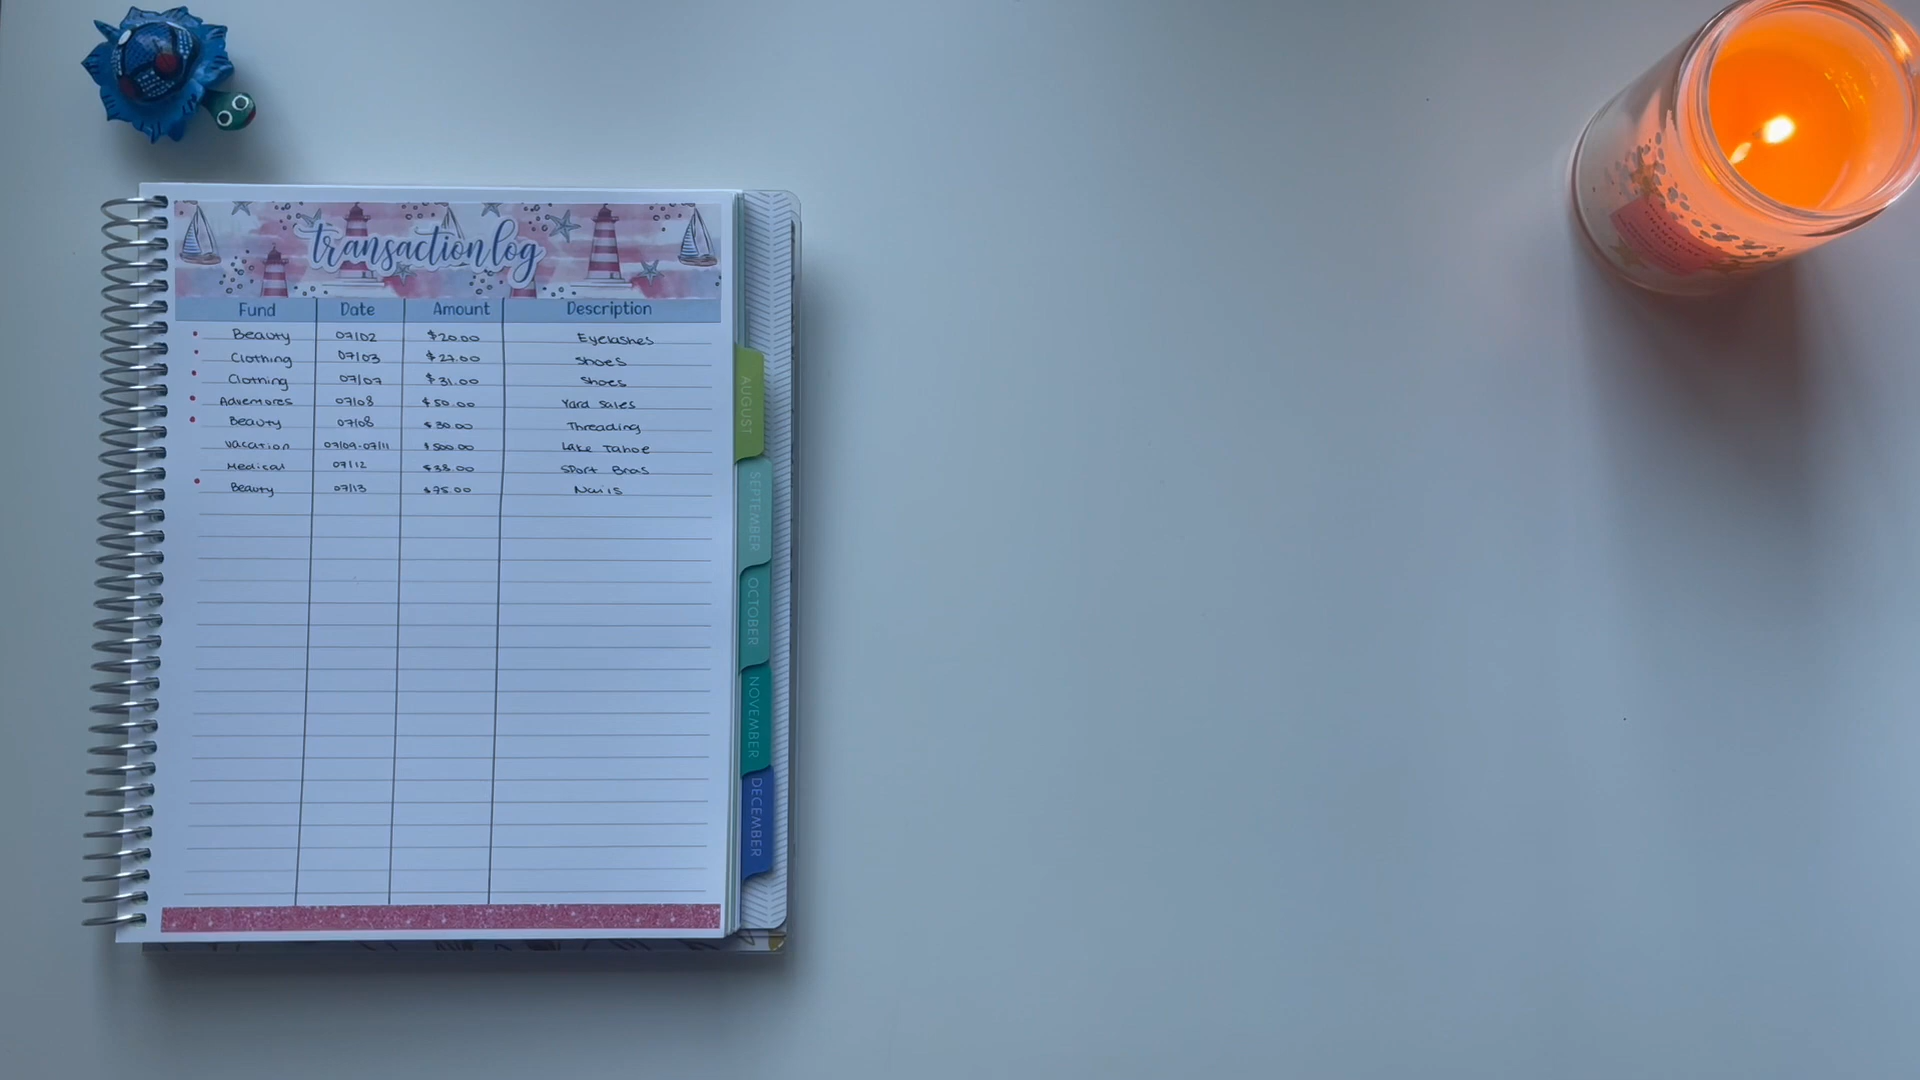 transaction log
Fund Date Amount Description
Beauty 07/02 $20.00 Eyelashes
Clothing 07/03 $27.00 Shoes
Clothing 07/07 $31.00 Shoes
07/08 $50.00 Yard Sales
Beauty 07/08 $30.00 Threading
Vacation 07/09-07/11 $500.00 Lake Tahoe
Medical 07/12 $38.00 Sport Bras
Beauty 07/13 $75.00 Nails
AUGUST
SEPTEMBER
OCTOBER
NOVEMBER
DECEMBER